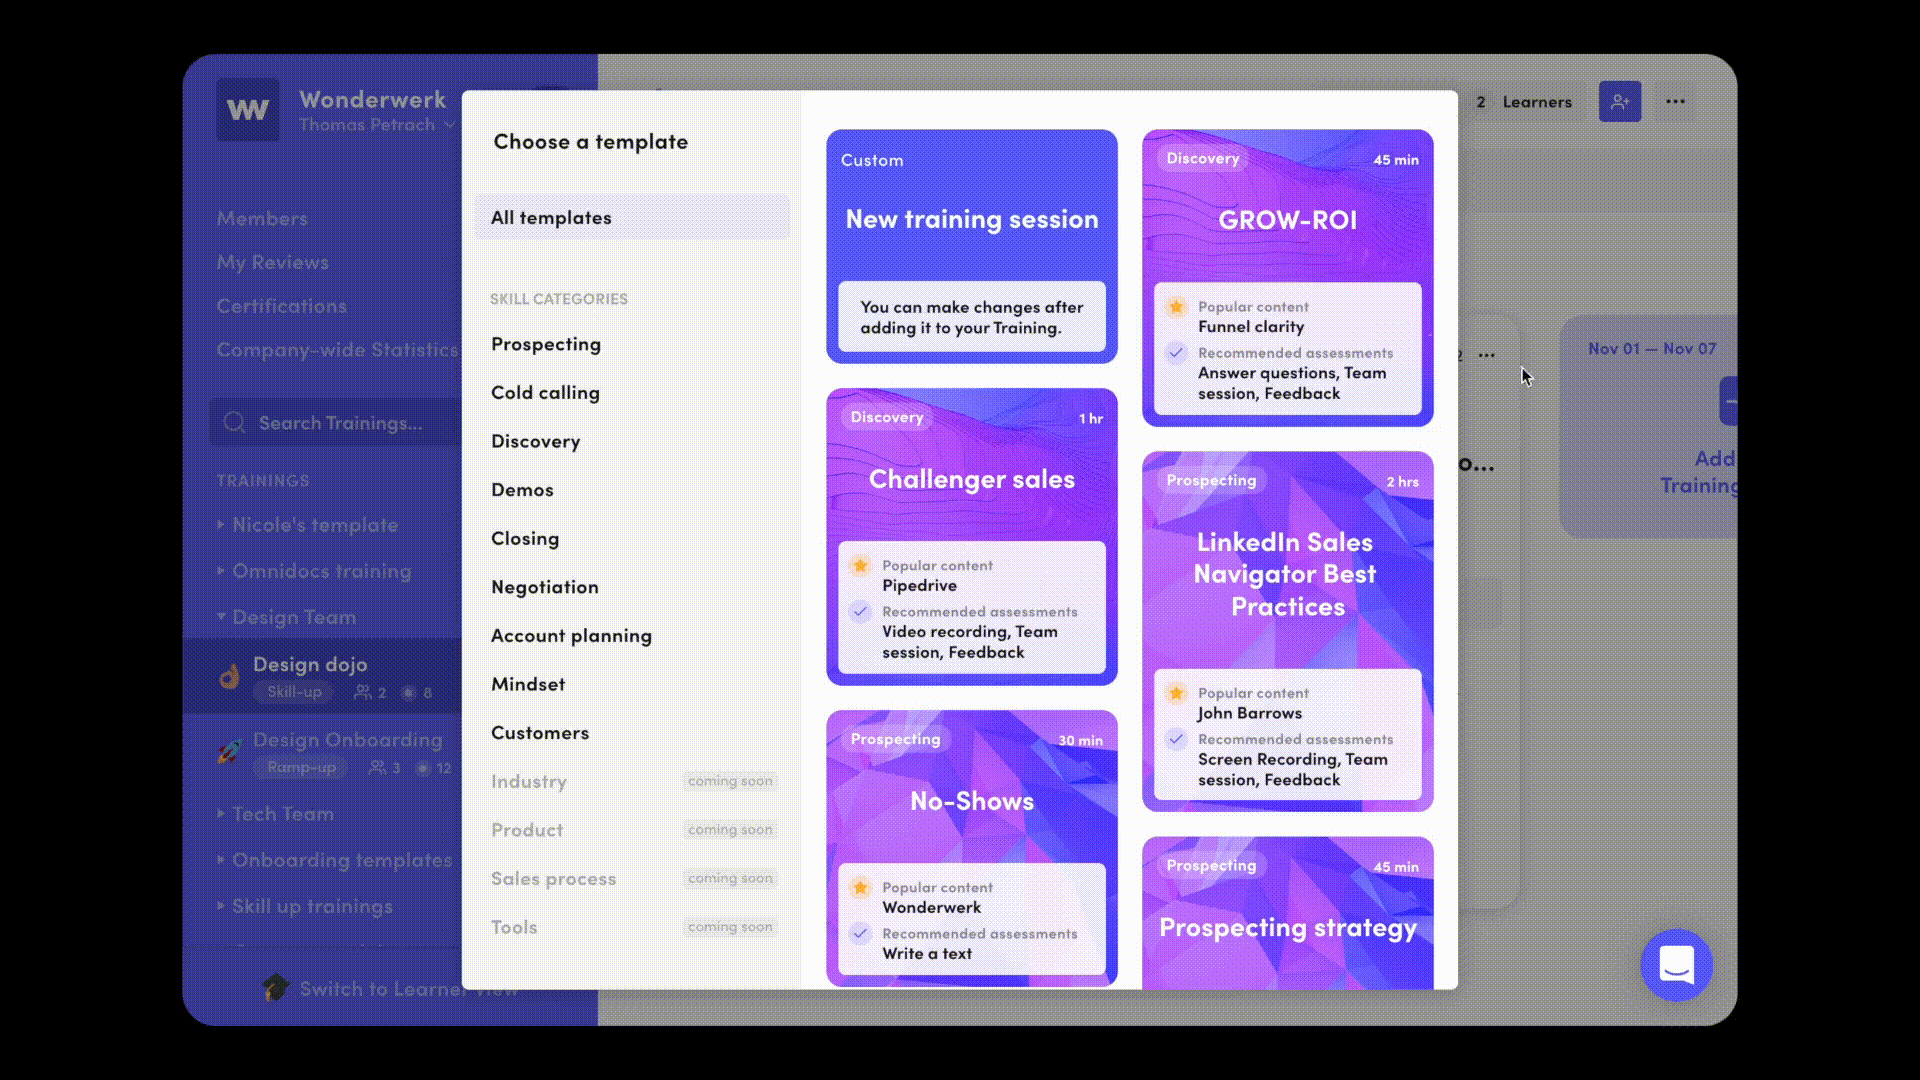 W
Wonderwerk
Thomas Petrach
Members
My Reviews
Certifications
Company-wide Statistics
Search Trainings...
TRAININGS
Nicole's template
Omnidocs training
Design Team
Design dojo
Skill-up 2 8
Design Onboarding
Ramp-up 3 12
Tech Team
Onboarding templates
Skill up trainings
Switch to Learner view
Choose a template
All templates
SKILL CATEGORIES
Prospecting
Cold calling
Discovery
Demos
Closing
Negotiation
Account planning
Mindset
Customers
Industry coming soon
Product coming soon
Sales process coming soon
Tools coming soon
Custom
New training session
You can make changes after
adding it to your Training.
Discovery 1 hr
Challenger sales
Popular content
Pipedrive
Recommended assessments
Video recording, Team
session, Feedback
Prospecting 30 min
No-Shows
Popular content
Wonderwerk
Recommended assessments
Write a text
Discovery 45 min
GROW-ROI
Popular content
Funnel clarity
Recommended assessments
Answer questions, Team
session, Feedback
Prospecting 2 hrs
LinkedIn Sales
Navigator Best
Practices
Popular content
John Barrows
Recommended assessments
Screen Recording, Team
session, Feedback
Prospecting 45 min
Prospecting strategy
2 Learners
Nov 01 — Nov 07
Add
Training